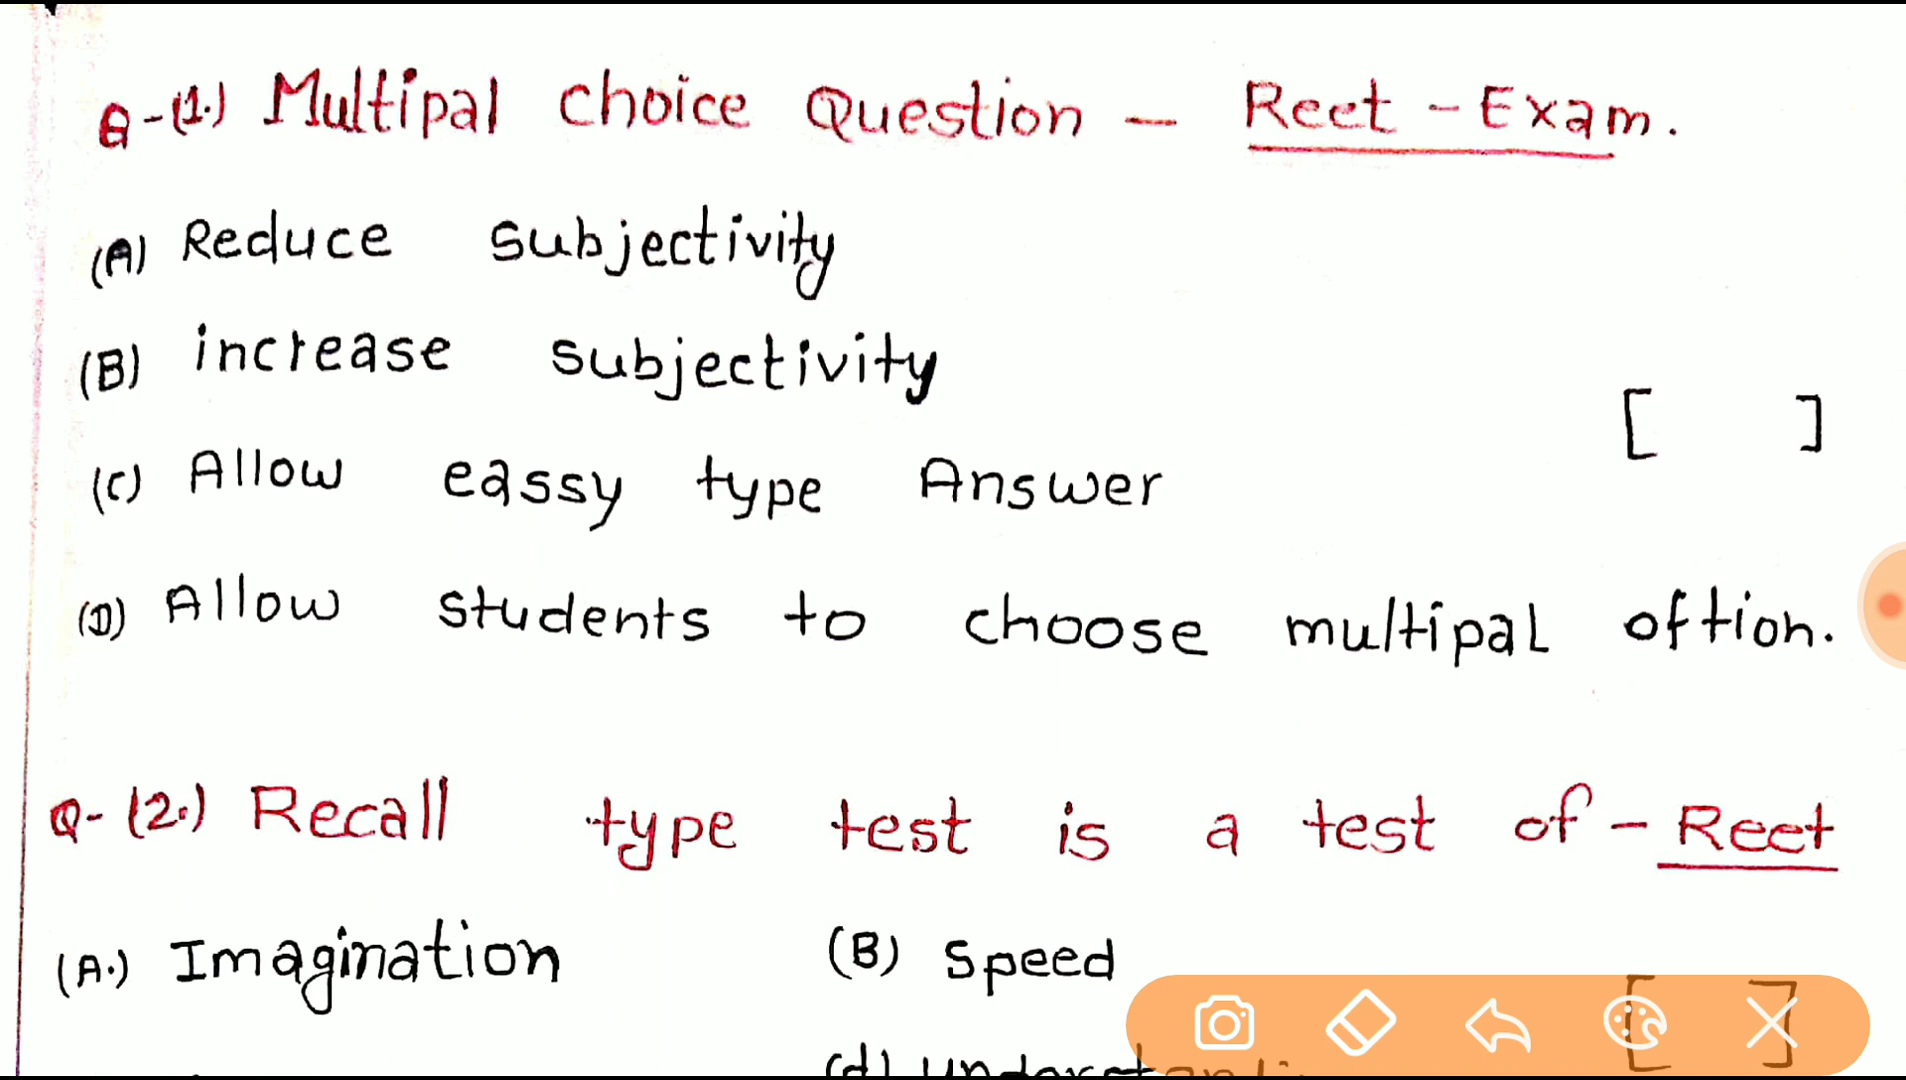 Q-(1.) Multipal choice Question - Reet - Exam.
(A) Reduce subjectivity
(B) increase subjectivity
[ ]
(C) Allow eassy type Answer
(D) Allow students to choose multipal oftion.
Q-(2.) Recall type test is a test of - Reet
(A.) Imagination (B) Speed
[ ]
(d)